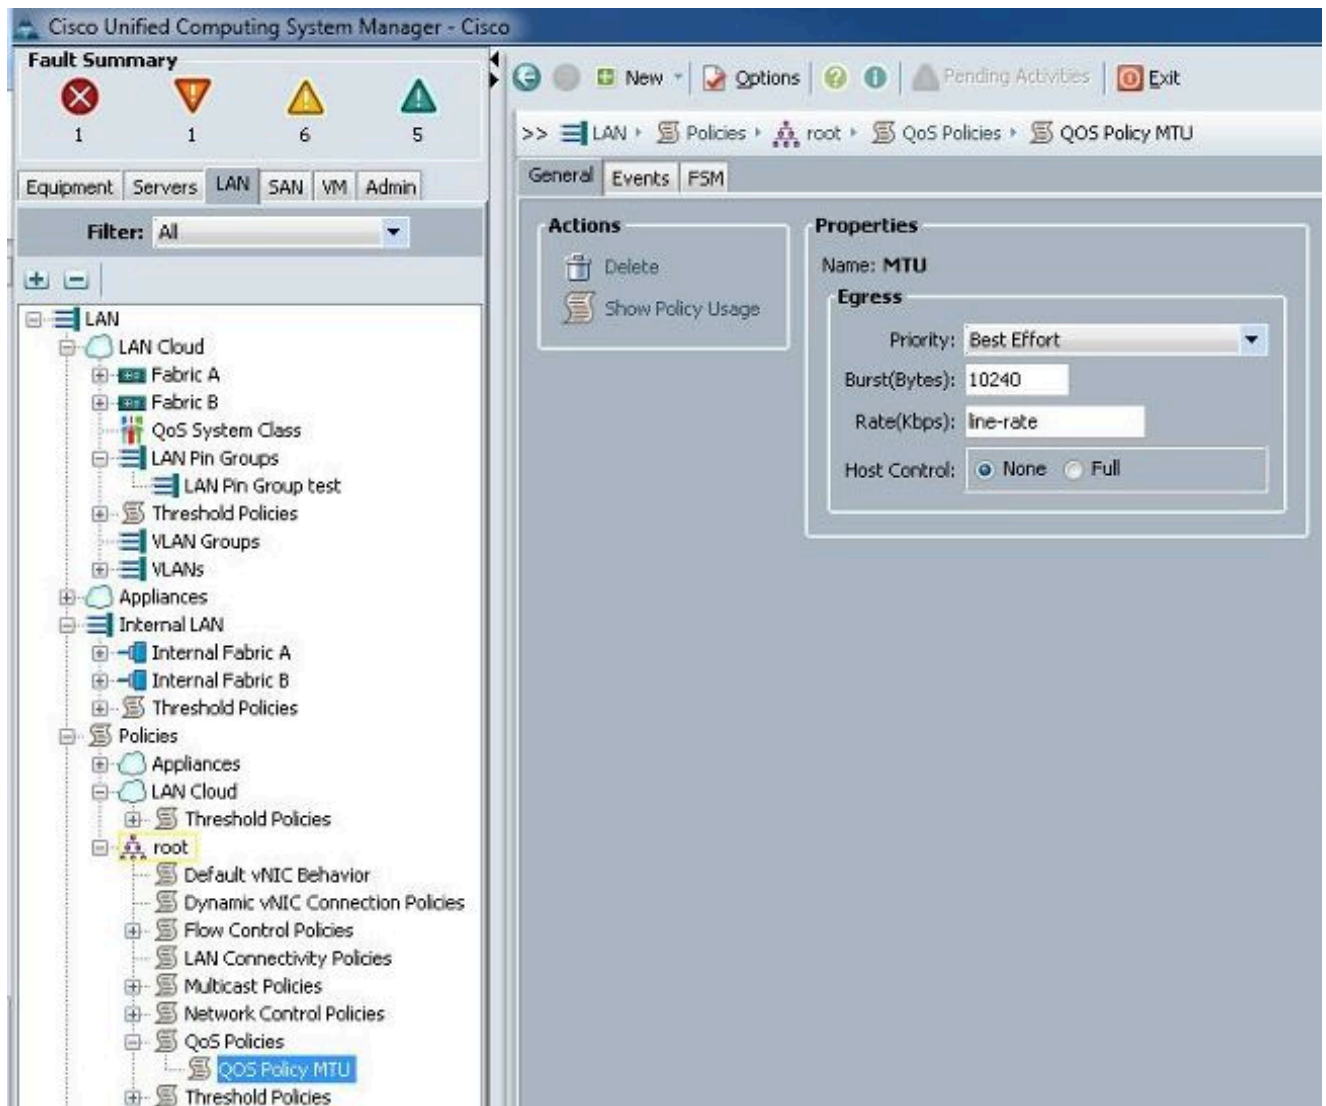 Cisco Unified Computing System Manager - Cisco
Fault Summary
1 1 6 5
Equipment Servers LAN SAN VM Admin
Filter: All
LAN
LAN Cloud
Fabric A
Fabric B
QoS System Class
LAN Pin Groups
LAN Pin Group test
Threshold Policies
VLAN Groups
VLANs
Appliances
Internal LAN
Internal Fabric A
Internal Fabric B
Threshold Policies
Policies
Appliances
LAN Cloud
Threshold Policies
root
Default vNIC Behavior
Dynamic vNIC Connection Policies
Flow Control Policies
LAN Connectivity Policies
Multicast Policies
Network Control Policies
QoS Policies
QOS Policy MTU
Threshold Policies
New Options Pending Activities Exit
>> LAN Policies root QoS Policies QOS Policy MTU
General Events FSM
Actions
Delete
Show Policy Usage
Properties
Name: MTU
Egress
Priority: Best Effort
Burst(Bytes): 10240
Rate(Kbps): line-rate
Host Control: None Full